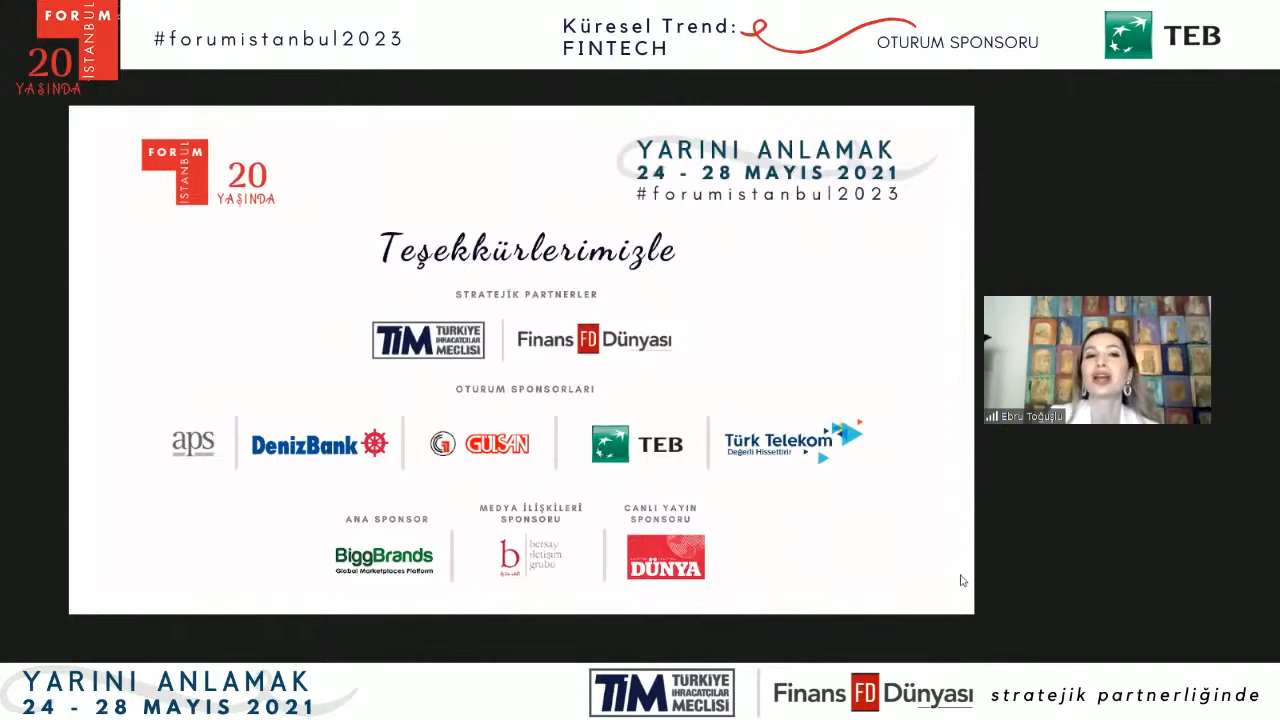 FORUM
İSTANBUL
20
YAŞINDA
#forumistanbul2023
Küresel Trend:
FINTECH
OTURUM SPONSORU
TEB
FORUM
İSTANBUL
20
YAŞINDA
YARINI ANLAMAK
24 - 28 MAYIS 2021
#forumistanbul2023
Teşekkürlerimizle
STRATEJİK PARTNERLER
TİM TÜRKİYE
İHRACATÇILAR
MECLİSİ
Finans FD Dünyası
OTURUM SPONSORLARI
aps
DenizBank
G GÜLSAN
TEB
Türk Telekom
Değerli Hissettirir
ANA SPONSOR
MEDYA İLİŞKİLERİ
SPONSORU
CANLI YAYIN
SPONSORU
BiggBrands
Global Marketplaces Platform
b bersay
iletişim
grubu
DÜNYA
Ebru Toğuşlu
YARINI ANLAMAK
24 - 28 MAYIS 2021
TİM TÜRKİYE
İHRACATÇILAR
MECLİSİ
Finans FD Dünyası
stratejik partnerliğinde